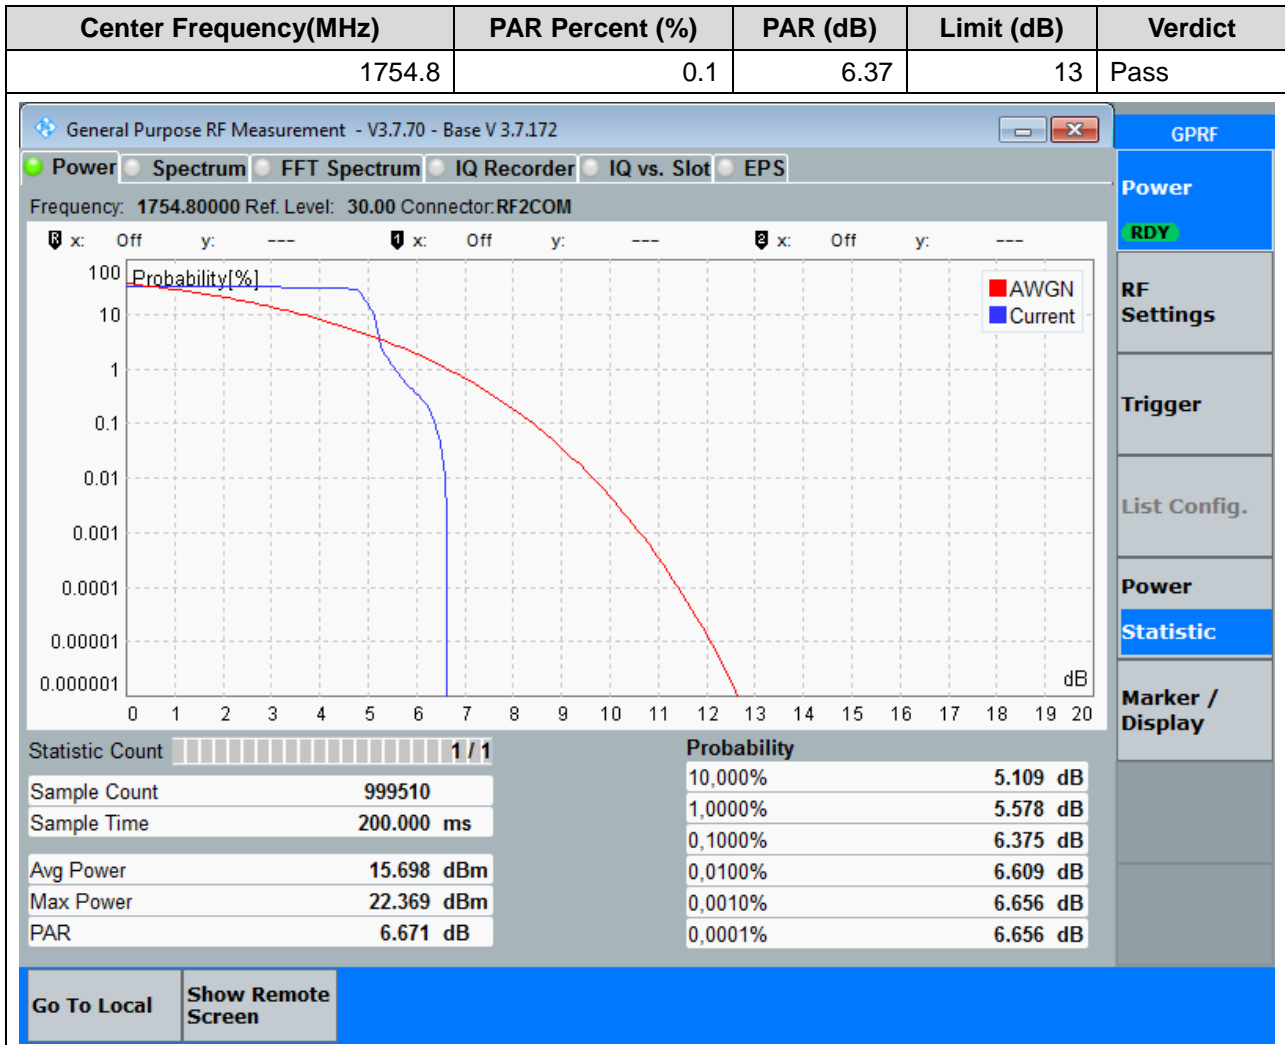 Center Frequency(MHz) PAR Percent (%) PAR (dB) Limit (dB) Verdict
1754.8 0.1 6.37 13 Pass
General Purpose RF Measurement - V3.7.70 - Base V 3.7.172
GPRF
Power Spectrum FFT Spectrum IQ Recorder IQ vs. Slot EPS
Power
RDY
Frequency: 1754.80000 Ref. Level: 30.00 Connector:RF2COM
R x: Off y: --- 1 x: Off y: --- 2 x: Off y: ---
Probability[%]
AWGN
Current
100
10
1
0.1
0.01
0.001
0.0001
0.00001
0.000001
dB
0 1 2 3 4 5 6 7 8 9 10 11 12 13 14 15 16 17 18 19 20
RF
Settings
Trigger
List Config.
Power
Statistic
Marker /
Display
Statistic Count 1 / 1
Sample Count 999510
Sample Time 200.000 ms
Avg Power 15.698 dBm
Max Power 22.369 dBm
PAR 6.671 dB
Probability
10,000% 5.109 dB
1,0000% 5.578 dB
0,1000% 6.375 dB
0,0100% 6.609 dB
0,0010% 6.656 dB
0,0001% 6.656 dB
Go To Local
Show Remote
Screen